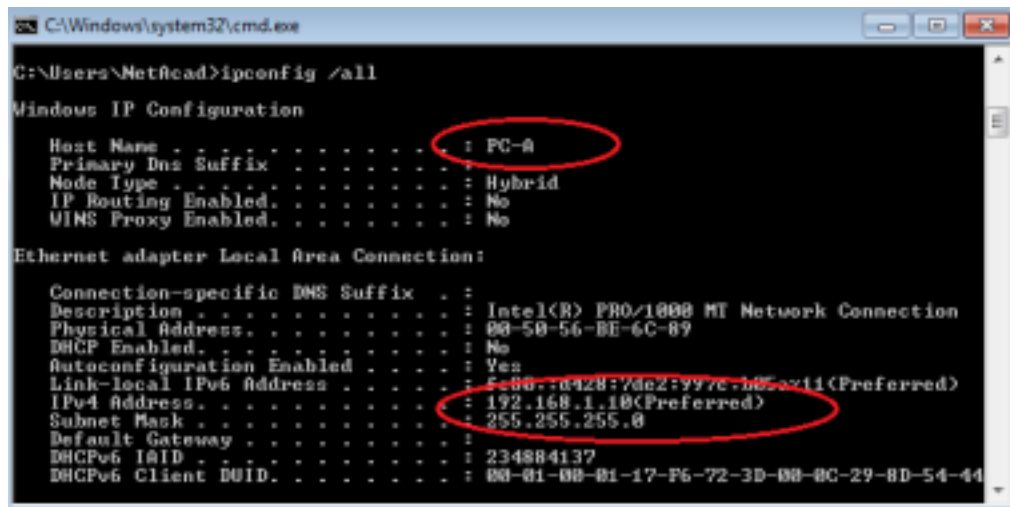 C:\Windows\system32\cmd.exe
C:\Users\NetAcad>ipconfig /all
Windows IP Configuration
Host Name . . . . . . . . . . . . : PC-A
Primary Dns Suffix . . . . . . . :
Node Type . . . . . . . . . . . . : Hybrid
IP Routing Enabled. . . . . . . . : No
WINS Proxy Enabled. . . . . . . . : No
Ethernet adapter Local Area Connection:
Connection-specific DNS Suffix . :
Description . . . . . . . . . . . : Intel(R) PRO/1000 MT Network Connection
Physical Address. . . . . . . . . : 00-50-56-BE-6C-89
DHCP Enabled. . . . . . . . . . . : No
Autoconfiguration Enabled . . . . : Yes
Link-local IPv6 Address . . . . . :
IPv4 Address. . . . . . . . . . . : 192.168.1.10(Preferred)
Subnet Mask . . . . . . . . . . . : 255.255.255.0
Default Gateway . . . . . . . . . :
DHCPv6 IAID . . . . . . . . . . . : 234884137
DHCPv6 Client DUID. . . . . . . . : 00-01-00-01-17-F6-72-3D-00-0C-29-8D-54-44